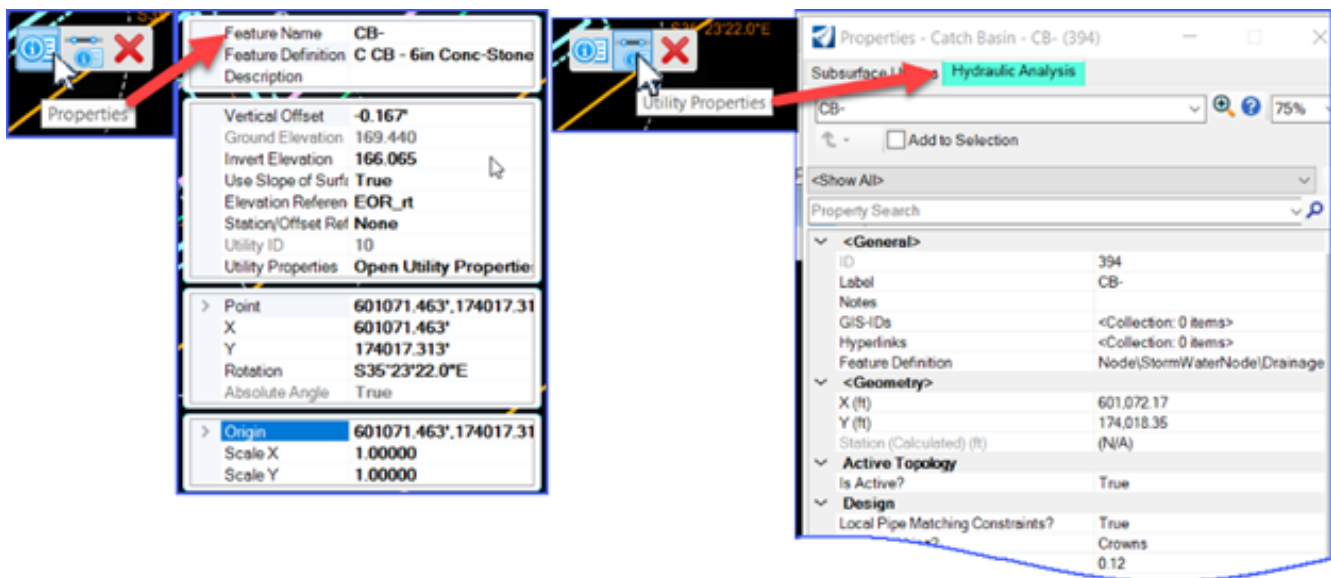 Properties
Feature Name CB-
Feature Definition C CB - 6in Conc-Stone
Description
Vertical Offset -0.167'
Ground Elevation 169.440
Invert Elevation 166.065
Use Slope of Surfa True
Elevation Referen EOR_rt
Station/Offset Ref None
Utility ID 10
Utility Properties Open Utility Propertie
Point 601071.463',174017.31
X 601071.463'
Y 174017.313'
Rotation S35°23'22.0"E
Absolute Angle True
Origin 601071.463',174017.31
Scale X 1.00000
Scale Y 1.00000
S35°23'22.0"E
Utility Properties
Properties - Catch Basin - CB- (394)
Subsurface Hydraulic Analysis
CB- 75%
Add to Selection
<Show All>
Property Search
<General>
ID 394
Label CB-
Notes
GIS-IDs <Collection: 0 items>
Hyperlinks <Collection: 0 items>
Feature Definition Node\StormWaterNode\Drainage
<Geometry>
X (ft) 601,072.17
Y (ft) 174,018.35
Station (Calculated) (ft) (N/A)
Active Topology
Is Active? True
Design
Local Pipe Matching Constraints? True
Crowns
0.12